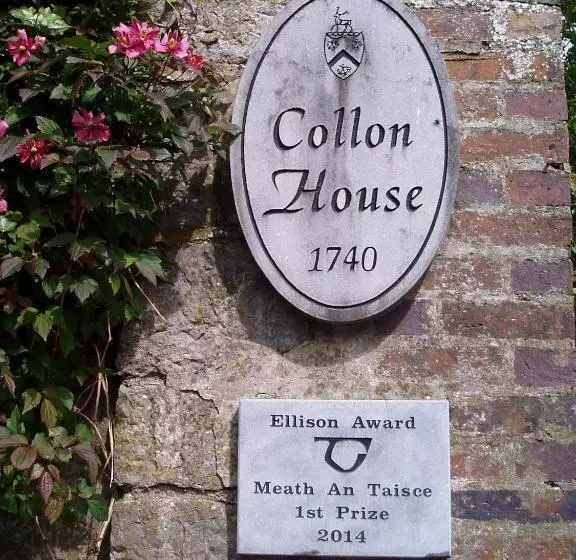 Collon
House
1740
Ellison Award
Meath An Taisce
1st Prize
2014